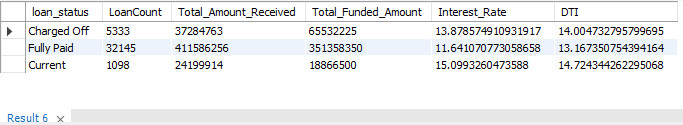 loan_status LoanCount Total_Amount_Received Total_Funded_Amount Interest_Rate DTI
Charged Off 5333 37284763 65532225 13.878574910931917 14.004732795799695
Fully Paid 32145 411586256 351358350 11.641070773058658 13.167350754394164
Current 1098 24199914 18866500 15.0993260473588 14.724344262295068
Result 6 ×